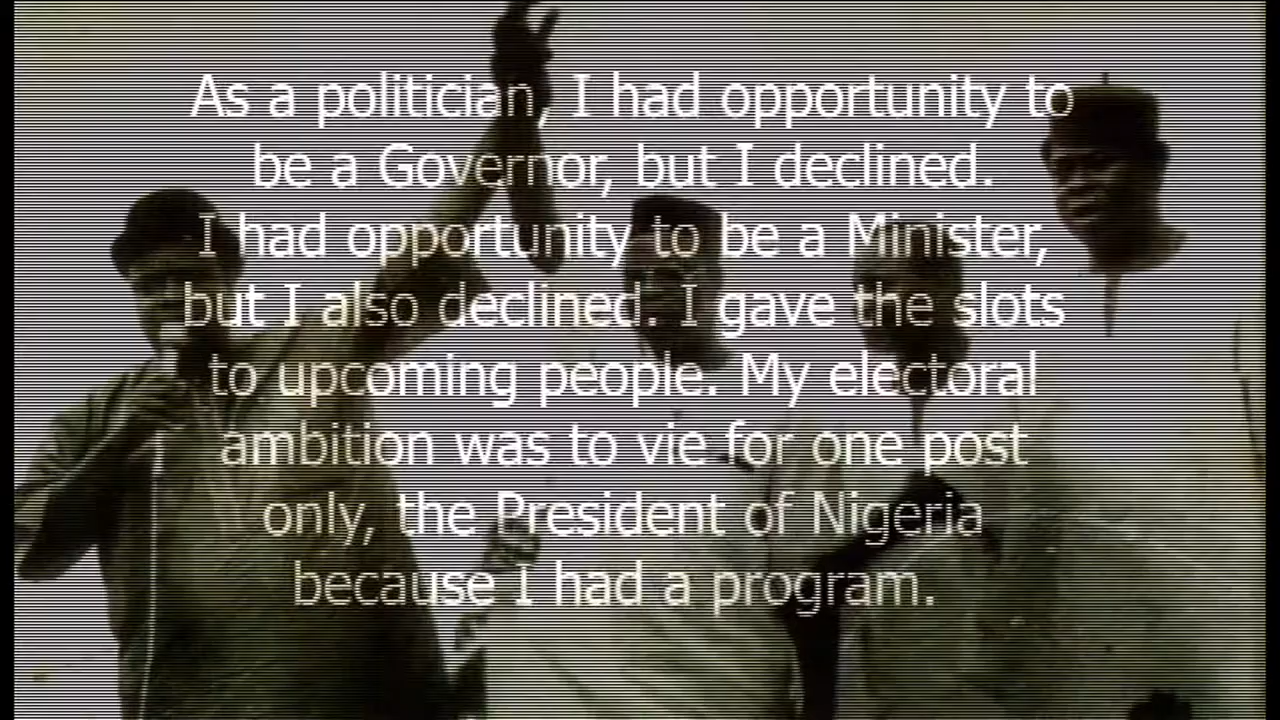 As a politician, I had opportunity to
be a Governor, but I declined.
I had opportunity to be a Minister,
but I also declined. I gave the slots
to upcoming people. My electoral
ambition was to vie for one post
only, the President of Nigeria
because I had a program.